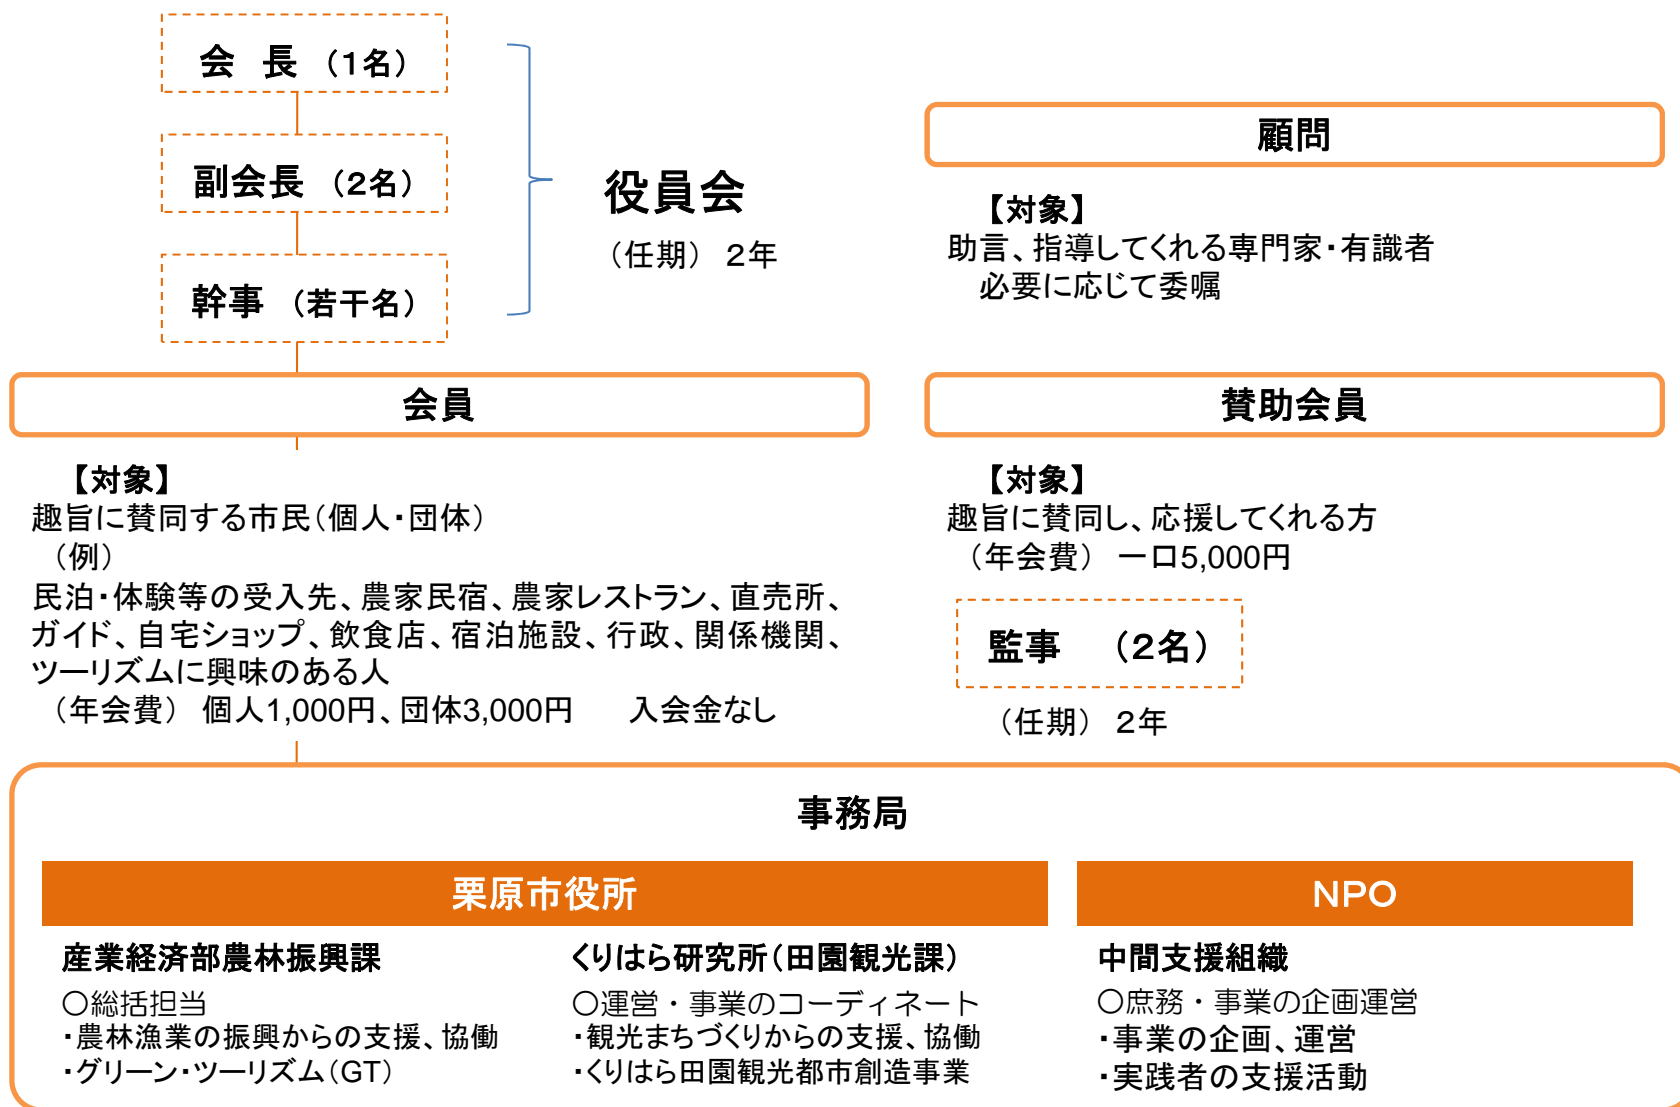 会 長 （1名）
副会長 （2名）
幹事 （若干名）
役員会
（任期） 2年
顧問
【対象】
助言、指導してくれる専門家・有識者
必要に応じて委嘱
会員
【対象】
趣旨に賛同する市民（個人・団体）
（例）
民泊・体験等の受入先、農家民宿、農家レストラン、直売所、
ガイド、自宅ショップ、飲食店、宿泊施設、行政、関係機関、
ツーリズムに興味のある人
（年会費） 個人1,000円、団体3,000円 入会金なし
賛助会員
【対象】
趣旨に賛同し、応援してくれる方
（年会費） 一口5,000円
監事 （2名）
（任期） 2年
事務局
栗原市役所
産業経済部農林振興課
○総括担当
・農林漁業の振興からの支援、協働
・グリーン・ツーリズム（GT）
くりはら研究所（田園観光課）
○運営・事業のコーディネート
・観光まちづくりからの支援、協働
・くりはら田園観光都市創造事業
NPO
中間支援組織
○庶務・事業の企画運営
・事業の企画、運営
・実践者の支援活動